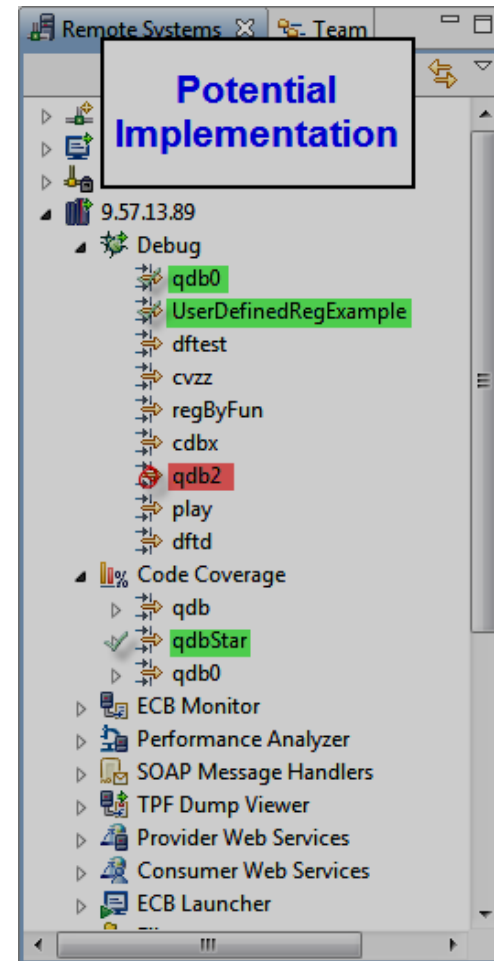 Remote Systems
Team
Potential
Implementation
9.57.13.89
Debug
qdb0
UserDefinedRegExample
dftest
cvzz
regByFun
cdbx
qdb2
play
dftd
Code Coverage
qdb
qdbStar
qdb0
ECB Monitor
Performance Analyzer
SOAP Message Handlers
TPF Dump Viewer
Provider Web Services
Consumer Web Services
ECB Launcher